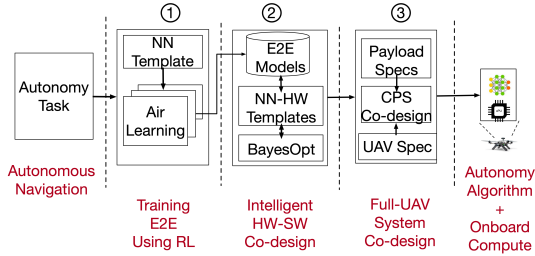 ①
②
③
Autonomy
Task
Autonomous
Navigation
NN
Template
Air
Learning
Training
E2E
Using RL
E2E
Models
NN-HW
Templates
BayesOpt
Intelligent
HW-SW
Co-design
Payload
Specs
CPS
Co-design
UAV Spec
Full-UAV
System
Co-design
Autonomy
Algorithm
+
Onboard
Compute